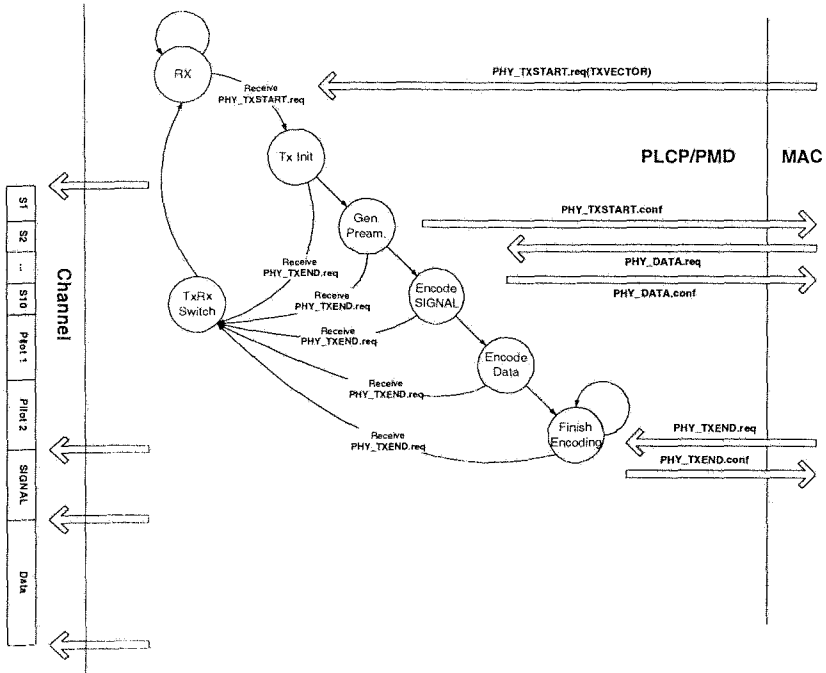 RX
Receive
PHY_TXSTART.req
PHY_TXSTART.req(TXVECTOR)
Tx Init
PLCP/PMD
MAC
Gen.
Pream.
PHY_TXSTART.conf
Receive
PHY_TXEND.req
PHY_DATA.req
TxRx
Switch
Receive
PHY_TXEND.req
Encode
SIGNAL
PHY_DATA.conf
Receive
PHY_TXEND.req
Encode
Data
Receive
PHY_TXEND.req
Finish
Encoding
Receive
PHY_TXEND.req
PHY_TXEND.req
PHY_TXEND.conf
Channel
S1
S2
...
S10
Pilot 1
Pilot 2
SIGNAL
Data